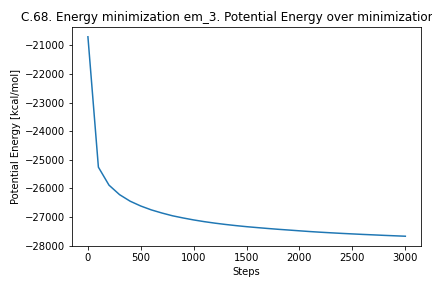 C.68. Energy minimization em_3. Potential Energy over minimization
Potential Energy [kcal/mol]
−21000
−22000
−23000
−24000
−25000
−26000
−27000
−28000
0 500 1000 1500 2000 2500 3000
Steps